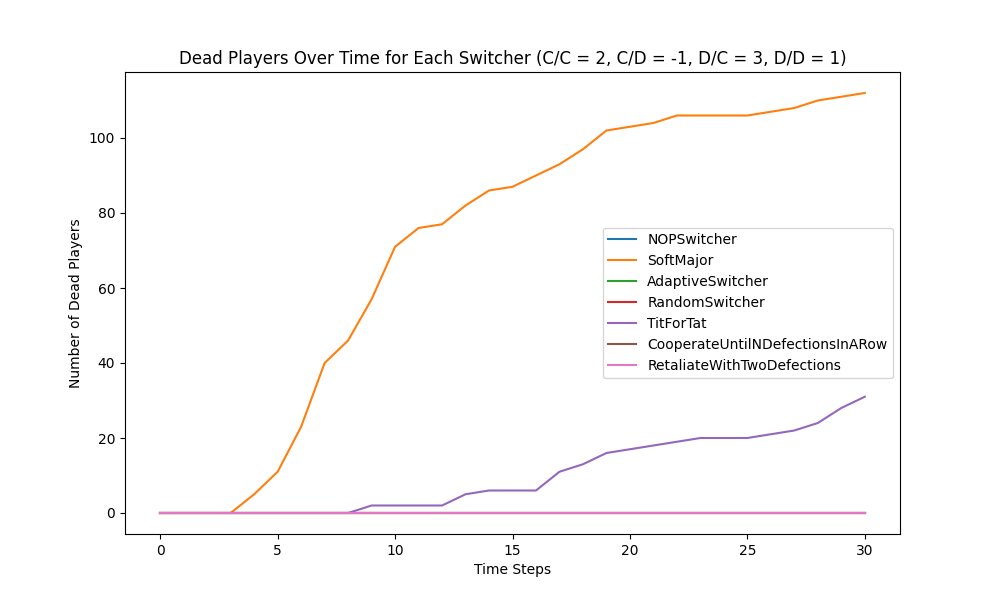 Dead Players Over Time for Each Switcher (C/C = 2, C/D = -1, D/C = 3, D/D = 1)
Number of Dead Players
100
80
60
40
20
0
NOPSwitcher
SoftMajor
AdaptiveSwitcher
RandomSwitcher
TitForTat
CooperateUntilNDefectionsInARow
RetaliateWithTwoDefections
0 5 10 15 20 25 30
Time Steps